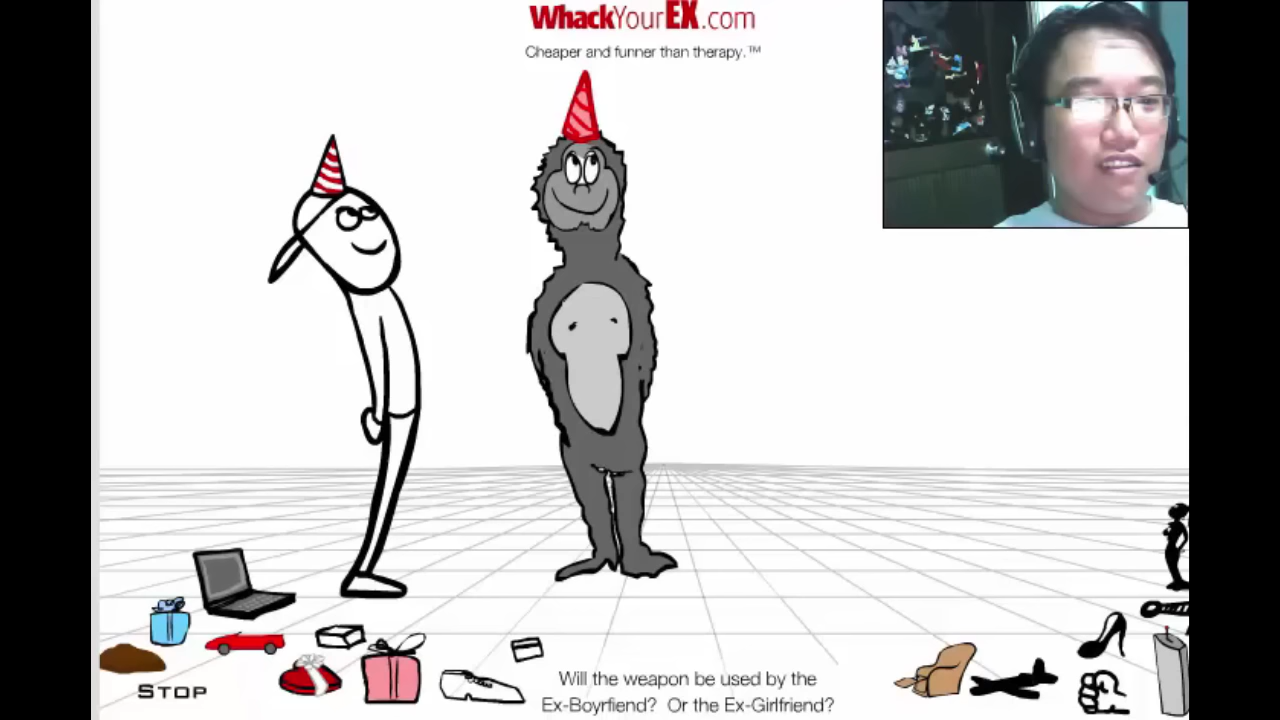 WhackYourEX.com
Cheaper and funner than therapy.™
Will the weapon be used by the
STOP
Ex-Boyrfiend? Or the Ex-Girlfriend?